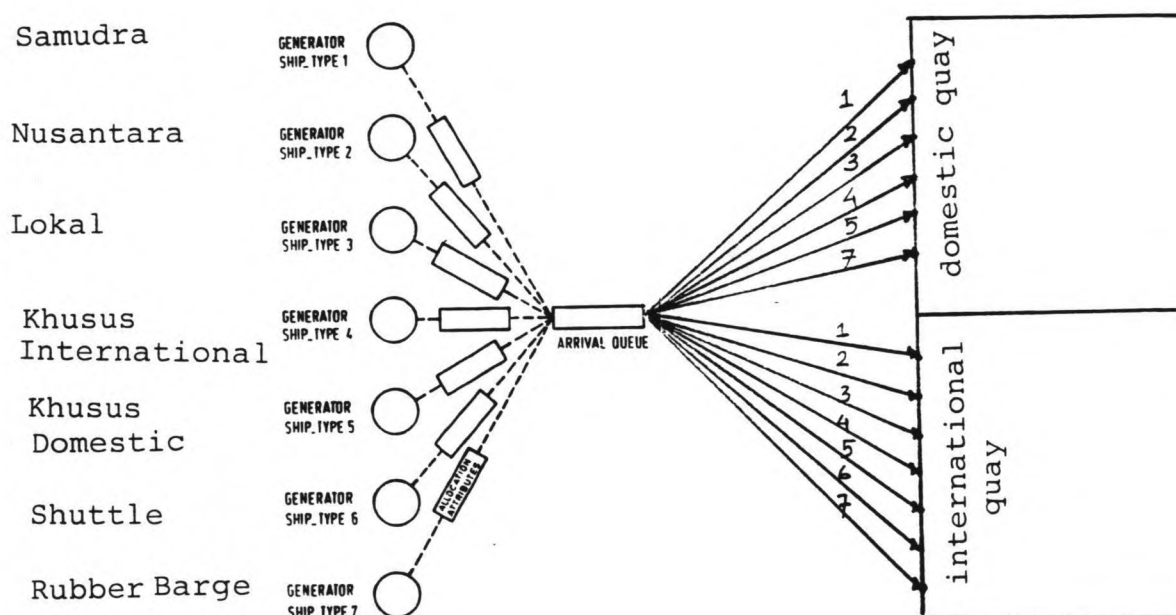 Samudra
GENERATOR
SHIP_TYPE 1
Nusantara
GENERATOR
SHIP_TYPE 2
Lokal
GENERATOR
SHIP_TYPE 3
Khusus
International
GENERATOR
SHIP_TYPE 4
Khusus
Domestic
GENERATOR
SHIP_TYPE 5
Shuttle
GENERATOR
SHIP_TYPE 6
Rubber Barge
GENERATOR
SHIP_TYPE 7
ALLOCATION
ATTRIBUTES
ARRIVAL QUEUE
1
2
3
4
5
7
domestic quay
1
2
3
4
5
6
7
international
quay